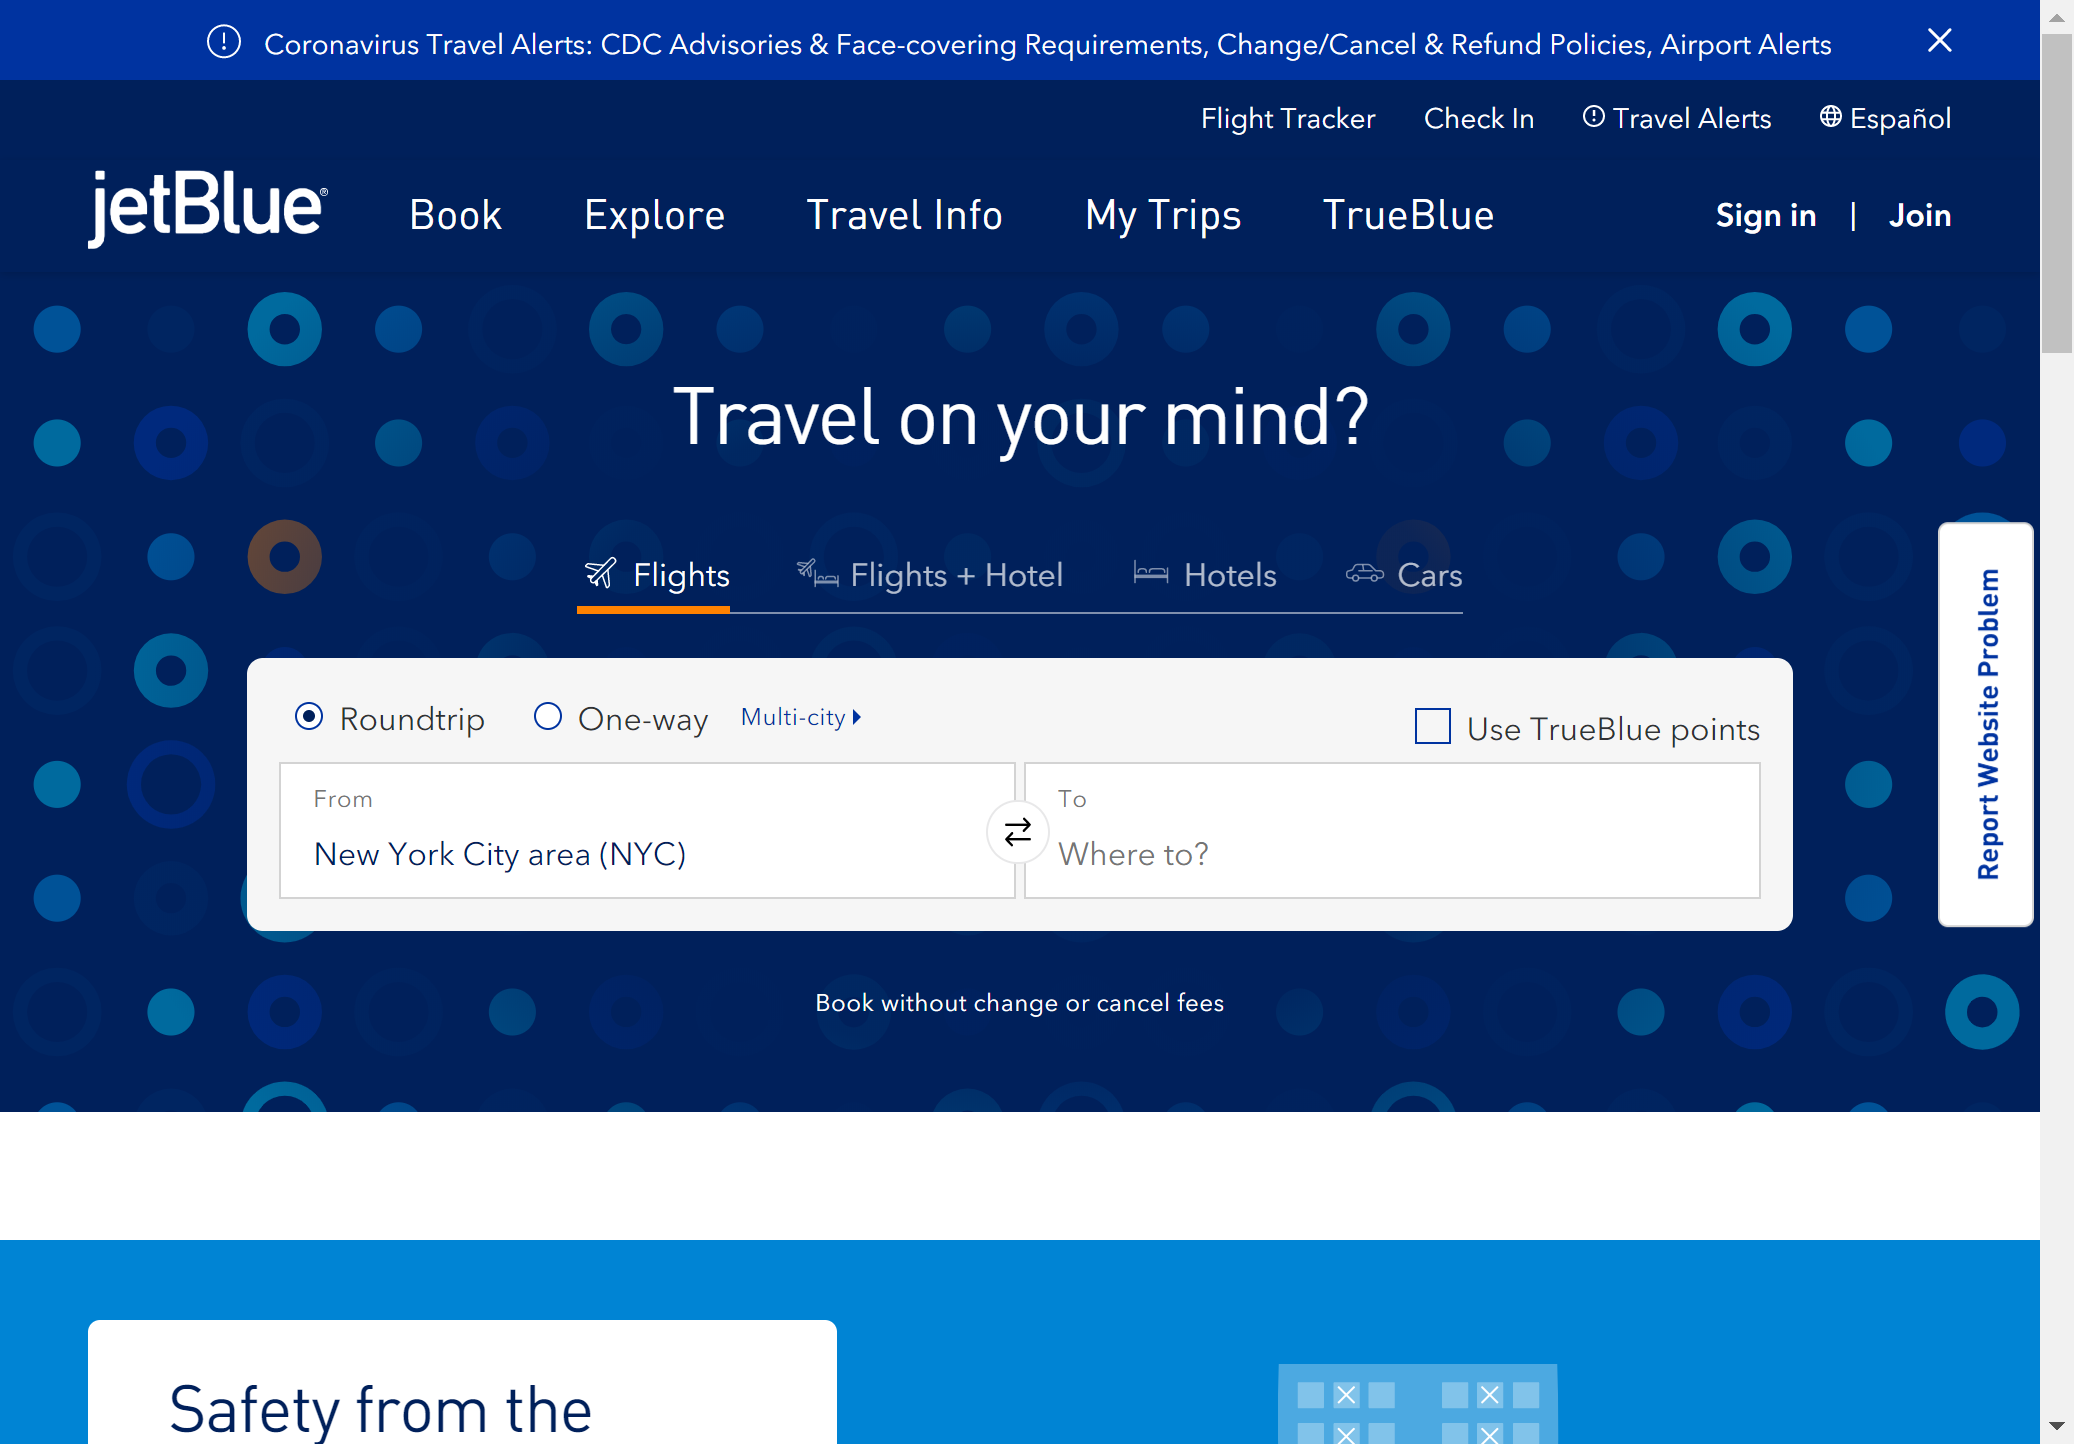 Coronavirus Travel Alerts: CDC Advisories & Face-covering Requirements, Change/Cancel & Refund Policies, Airport Alerts
Flight Tracker Check In Travel Alerts Español
jetBlue® Book Explore Travel Info My Trips TrueBlue Sign in | Join
Travel on your mind?
Flights Flights + Hotel Hotels Cars
Roundtrip One-way Multi-city Use TrueBlue points
From To
New York City area (NYC) Where to?
Report Website Problem
Book without change or cancel fees
Safety from the